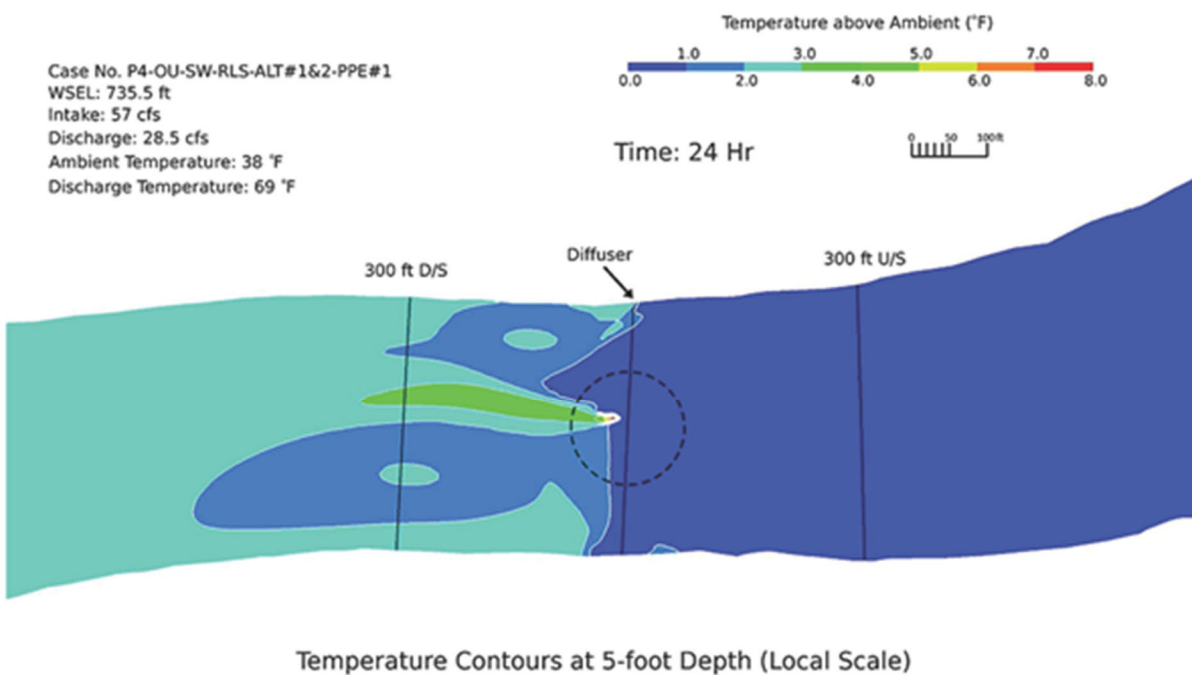 Temperature above Ambient (˚F)
1.0 3.0 5.0 7.0
0.0 2.0 4.0 6.0 8.0
Case No. P4-OU-SW-RLS-ALT#1&2-PPE#1
WSEL: 735.5 ft
Intake: 57 cfs
Discharge: 28.5 cfs
Ambient Temperature: 38 ˚F
Discharge Temperature: 69 ˚F
Time: 24 Hr
0 50 100ft
Diffuser
300 ft D/S
300 ft U/S
Temperature Contours at 5-foot Depth (Local Scale)